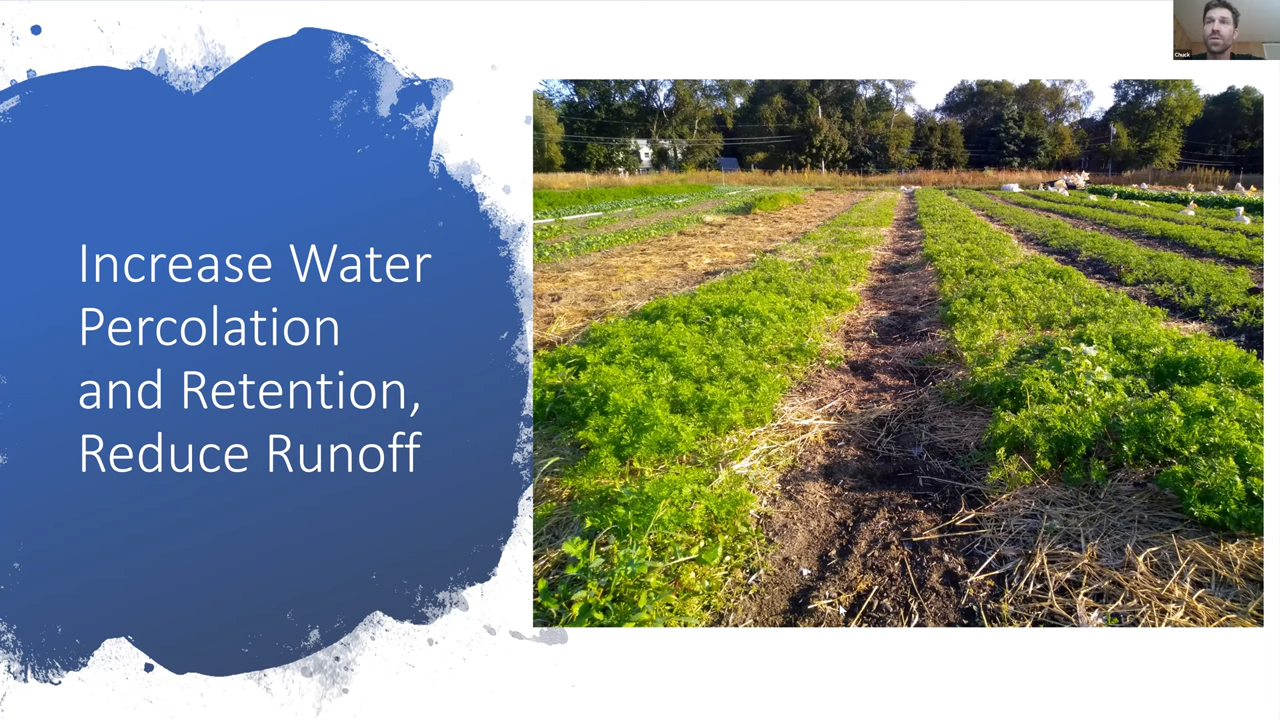 Increase Water
Percolation
and Retention,
Reduce Runoff
Chuck